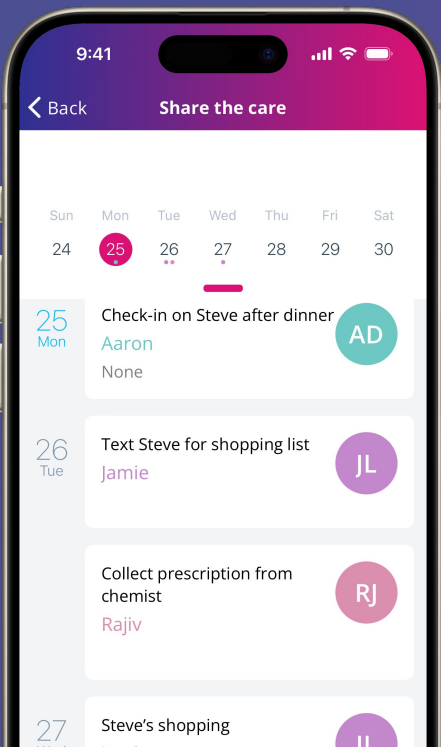 9:41
Back
Share the care
Sun Mon Tue Wed Thu Fri Sat
24 25 26 27 28 29 30
25
Mon
Check-in on Steve after dinner
Aaron
None
AD
26
Tue
Text Steve for shopping list
Jamie
JL
Collect prescription from
chemist
Rajiv
RJ
27
Steve’s shopping